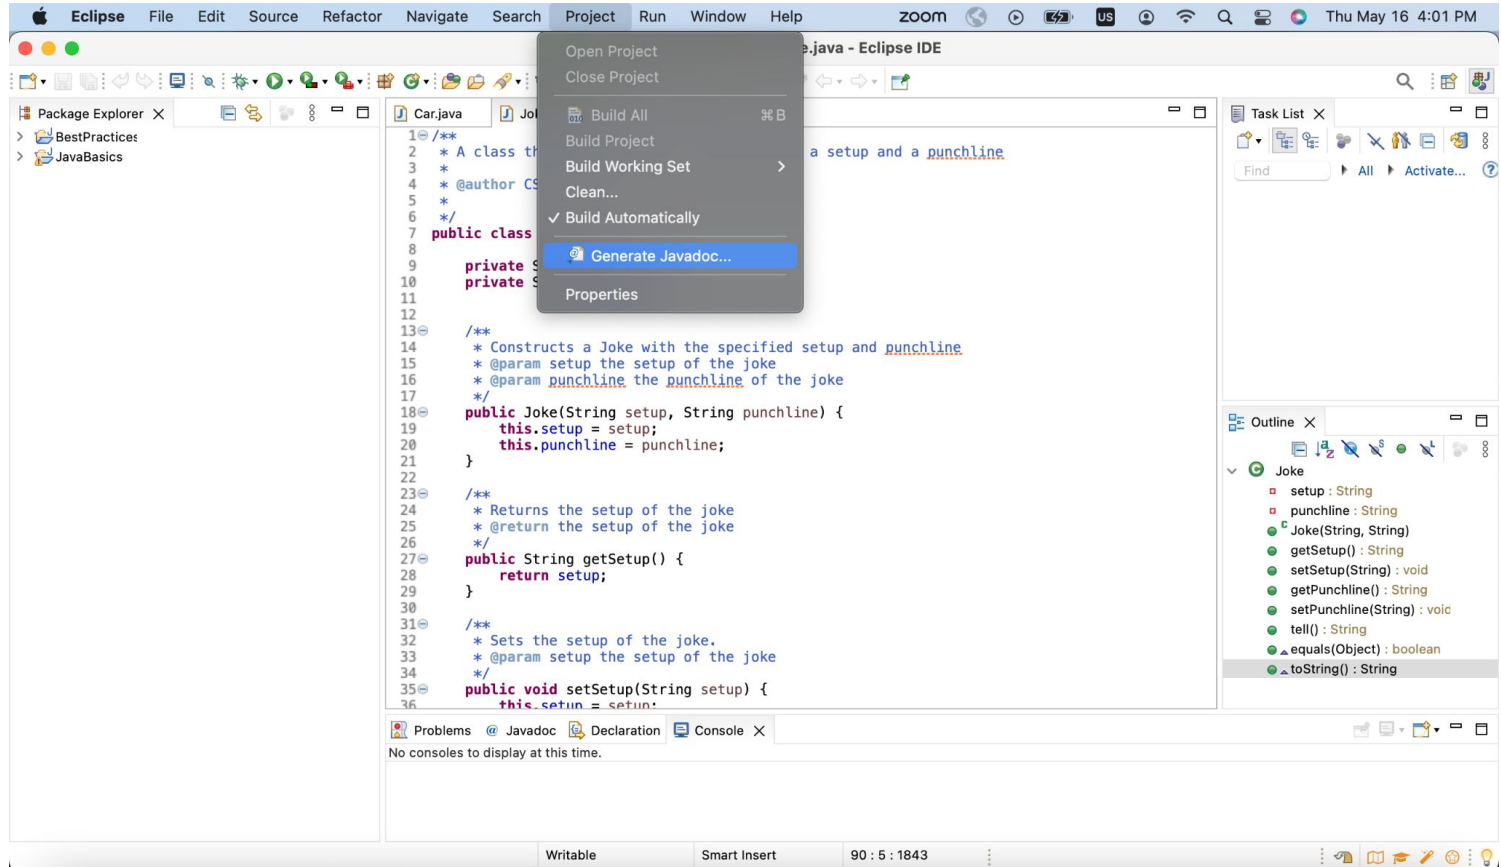 Eclipse File Edit Source Refactor Navigate Search Project Run Window Help zoom US Thu May 16 4:01 PM
e.java - Eclipse IDE
Open Project
Close Project
Build All ⌘B
Build Project
Build Working Set
Clean...
✓ Build Automatically
Generate Javadoc...
Properties
Package Explorer
BestPractices
JavaBasics
Car.java
1 /**
2 * A class th a setup and a punchline
3 *
4 * @author CS
5 *
6 */
7 public class
8
9 private S
10 private S
11
12
13 /**
14 * Constructs a Joke with the specified setup and punchline
15 * @param setup the setup of the joke
16 * @param punchline the punchline of the joke
17 */
18 public Joke(String setup, String punchline) {
19 this.setup = setup;
20 this.punchline = punchline;
21 }
22
23 /**
24 * Returns the setup of the joke
25 * @return the setup of the joke
26 */
27 public String getSetup() {
28 return setup;
29 }
30
31 /**
32 * Sets the setup of the joke.
33 * @param setup the setup of the joke
34 */
35 public void setSetup(String setup) {
36 this.setup = setup;
Task List
Find All Activate...
Outline
Joke
setup : String
punchline : String
Joke(String, String)
getSetup() : String
setSetup(String) : void
getPunchline() : String
setPunchline(String) : void
tell() : String
equals(Object) : boolean
toString() : String
Problems @ Javadoc Declaration Console
No consoles to display at this time.
Writable Smart Insert 90 : 5 : 1843